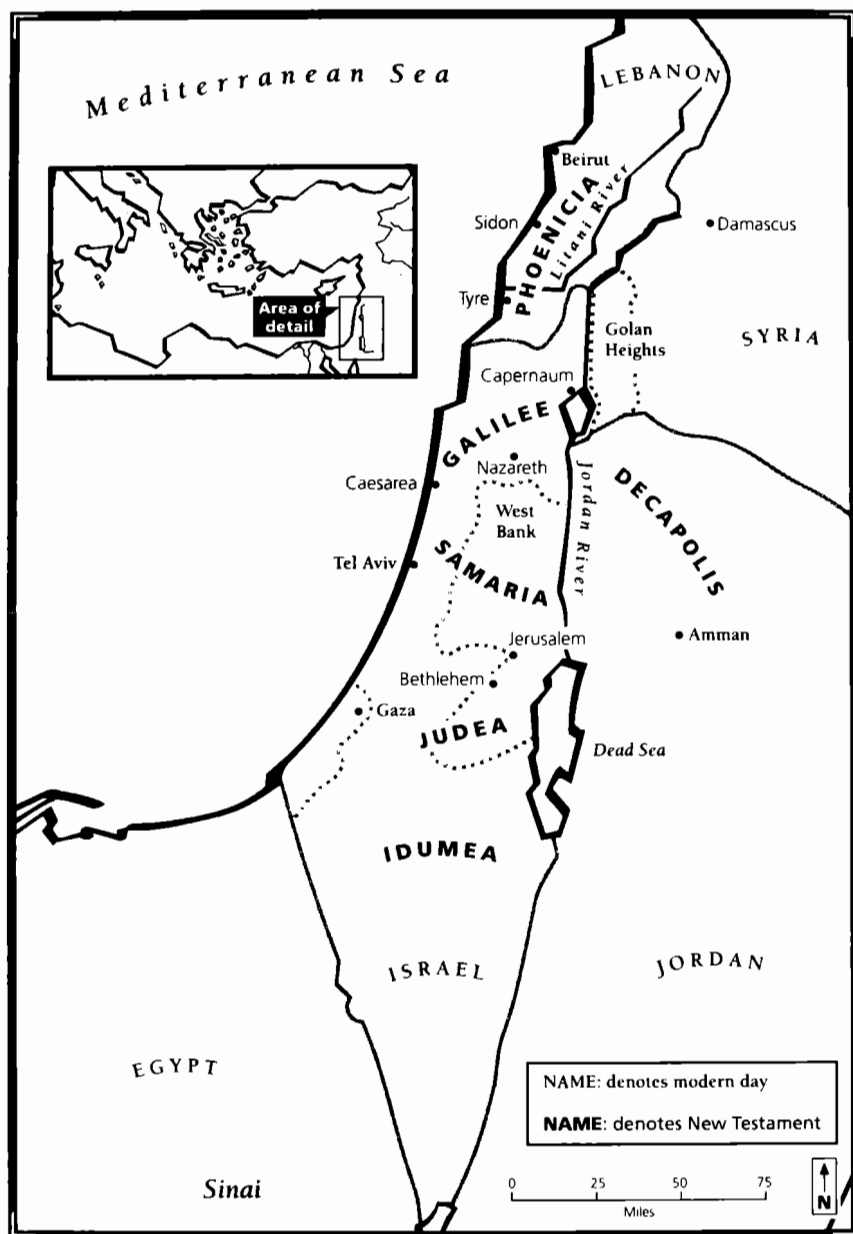 Mediterranean Sea
LEBANON
Beirut
PHOENICIA
Litani River
Sidon
Damascus
Tyre
Area of
detail
Golan
Heights
SYRIA
Capernaum
GALILEE
Nazareth
Caesarea
Jordan River
DECAPOLIS
West
Bank
Tel Aviv
SAMARIA
Jerusalem
Amman
Bethlehem
Gaza
JUDEA
Dead Sea
IDUMEA
ISRAEL
JORDAN
EGYPT
NAME: denotes modern day
NAME: denotes New Testament
Sinai
0 25 50 75
Miles
N